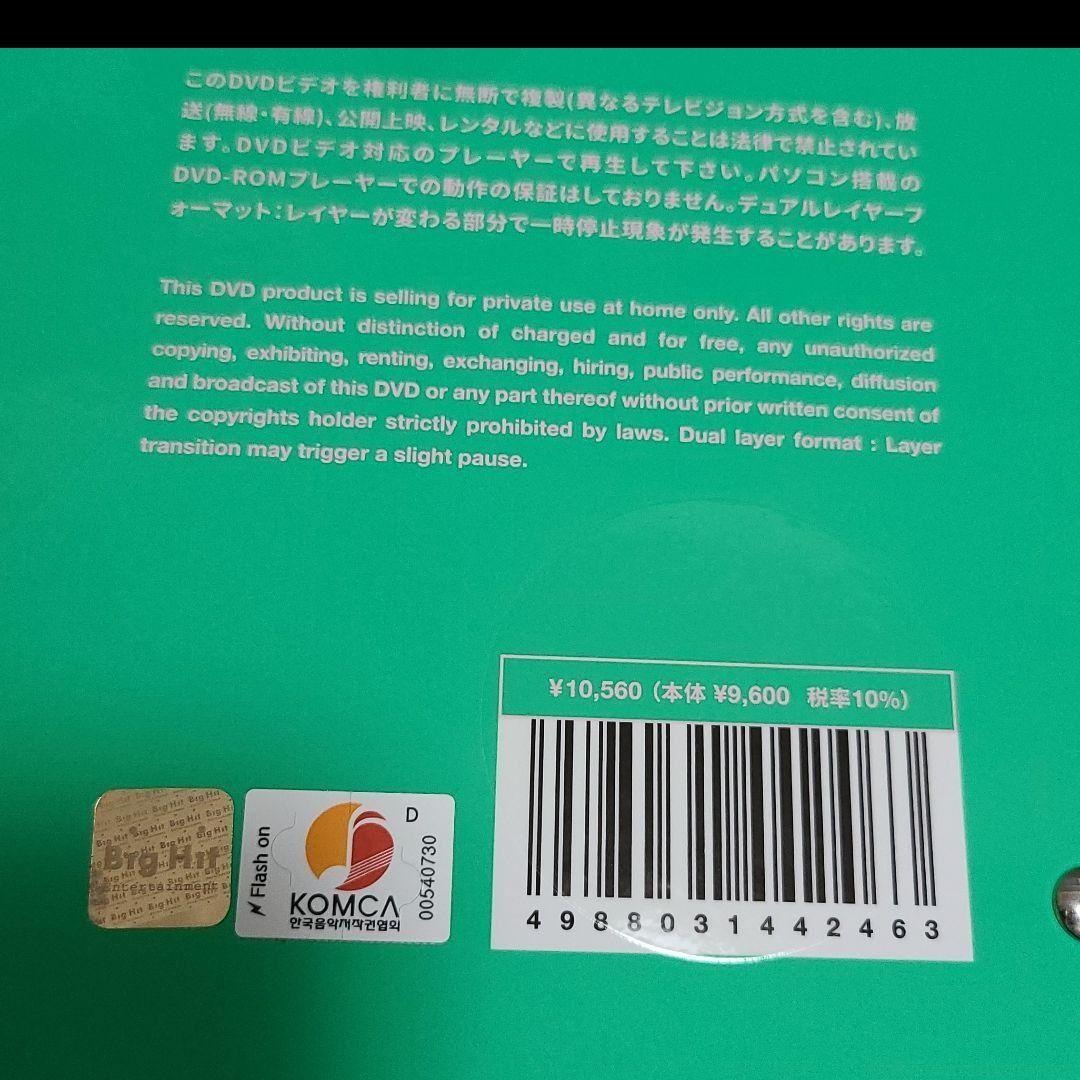 このDVDビデオを権利者に無断で複製(異なるテレビジョン方式を含む)、放
送(無線・有線)、公開上映、レンタルなどに使用することは法律で禁止されてい
ます。DVDビデオ対応のプレーヤーで再生して下さい。パソコン搭載の
DVD-ROMプレーヤーでの動作の保証はしておりません。デュアルレイヤーフ
ォーマット:レイヤーが変わる部分で一時停止現象が発生することがあります。
This DVD product is selling for private use at home only. All other rights are
reserved. Without distinction of charged and for free, any unauthorized
copying, exhibiting, renting, exchanging, hiring, public performance, diffusion
and broadcast of this DVD or any part thereof without prior written consent of
the copyrights holder strictly prohibited by laws. Dual layer format : Layer
transition may trigger a slight pause.
¥10,560 (本体 ¥9,600 税率10%)
4988031442463
Big Hit
Entertainment
Flash on
D
00540730
KOMCA
한국음악저작권협회